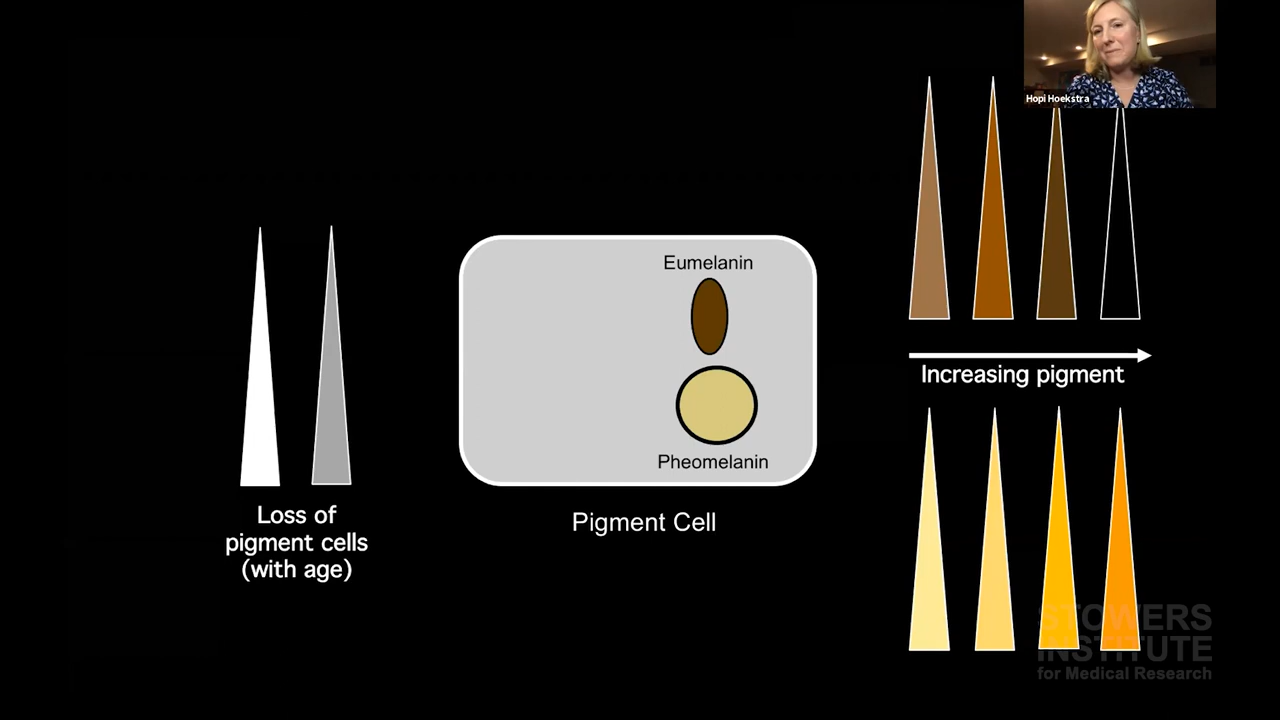 Hopi Hoekstra
Eumelanin
Pheomelanin
Pigment Cell
Loss of
pigment cells
(with age)
Increasing pigment
STOWERS
INSTITUTE
for Medical Research